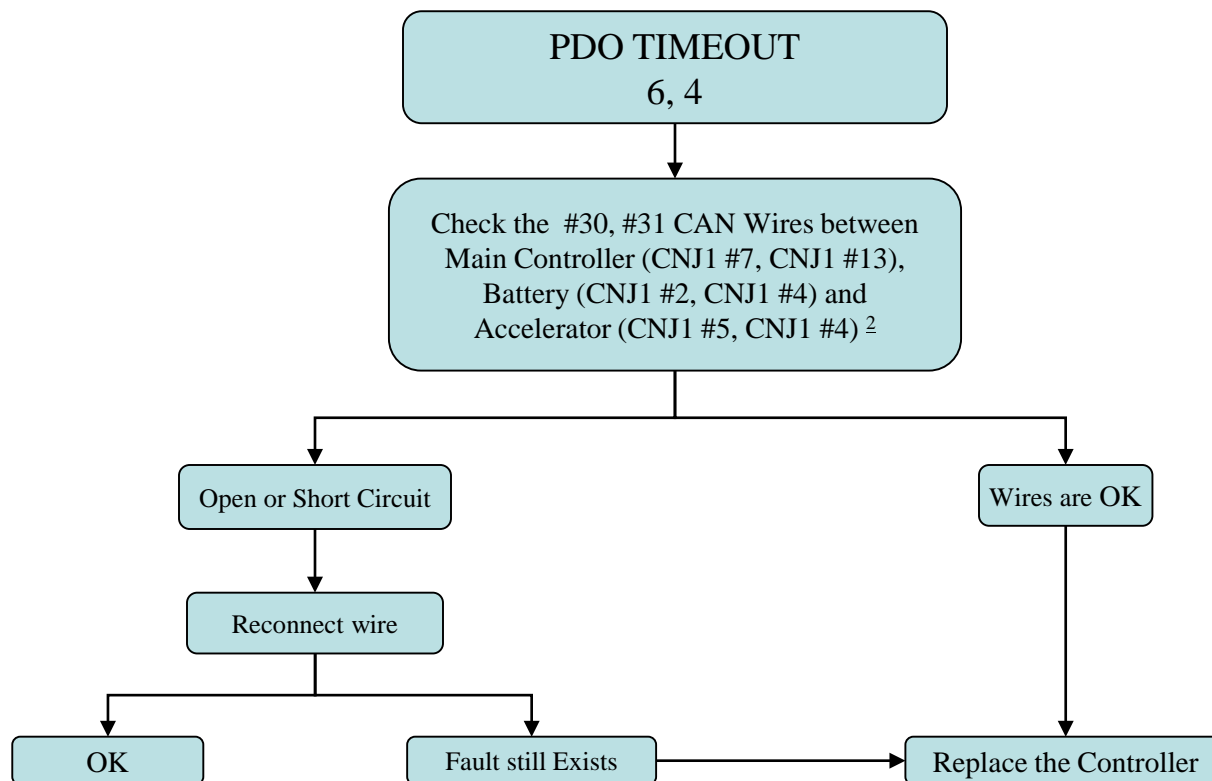 PDO TIMEOUT
6, 4
Check the #30, #31 CAN Wires between
Main Controller (CNJ1 #7, CNJ1 #13),
Battery (CNJ1 #2, CNJ1 #4) and
Accelerator (CNJ1 #5, CNJ1 #4) 2
Open or Short Circuit
Wires are OK
Reconnect wire
OK
Fault still Exists
Replace the Controller